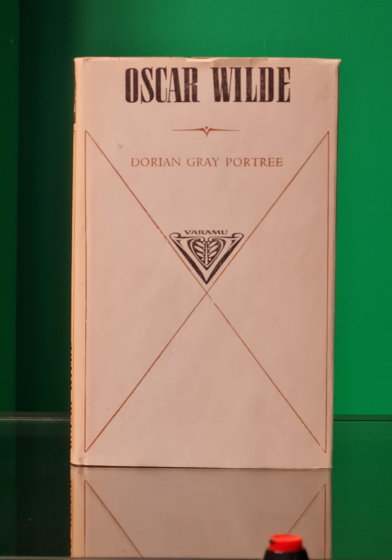 OSCAR WILDE
DORIAN GRAY PORTREE
VARAMU